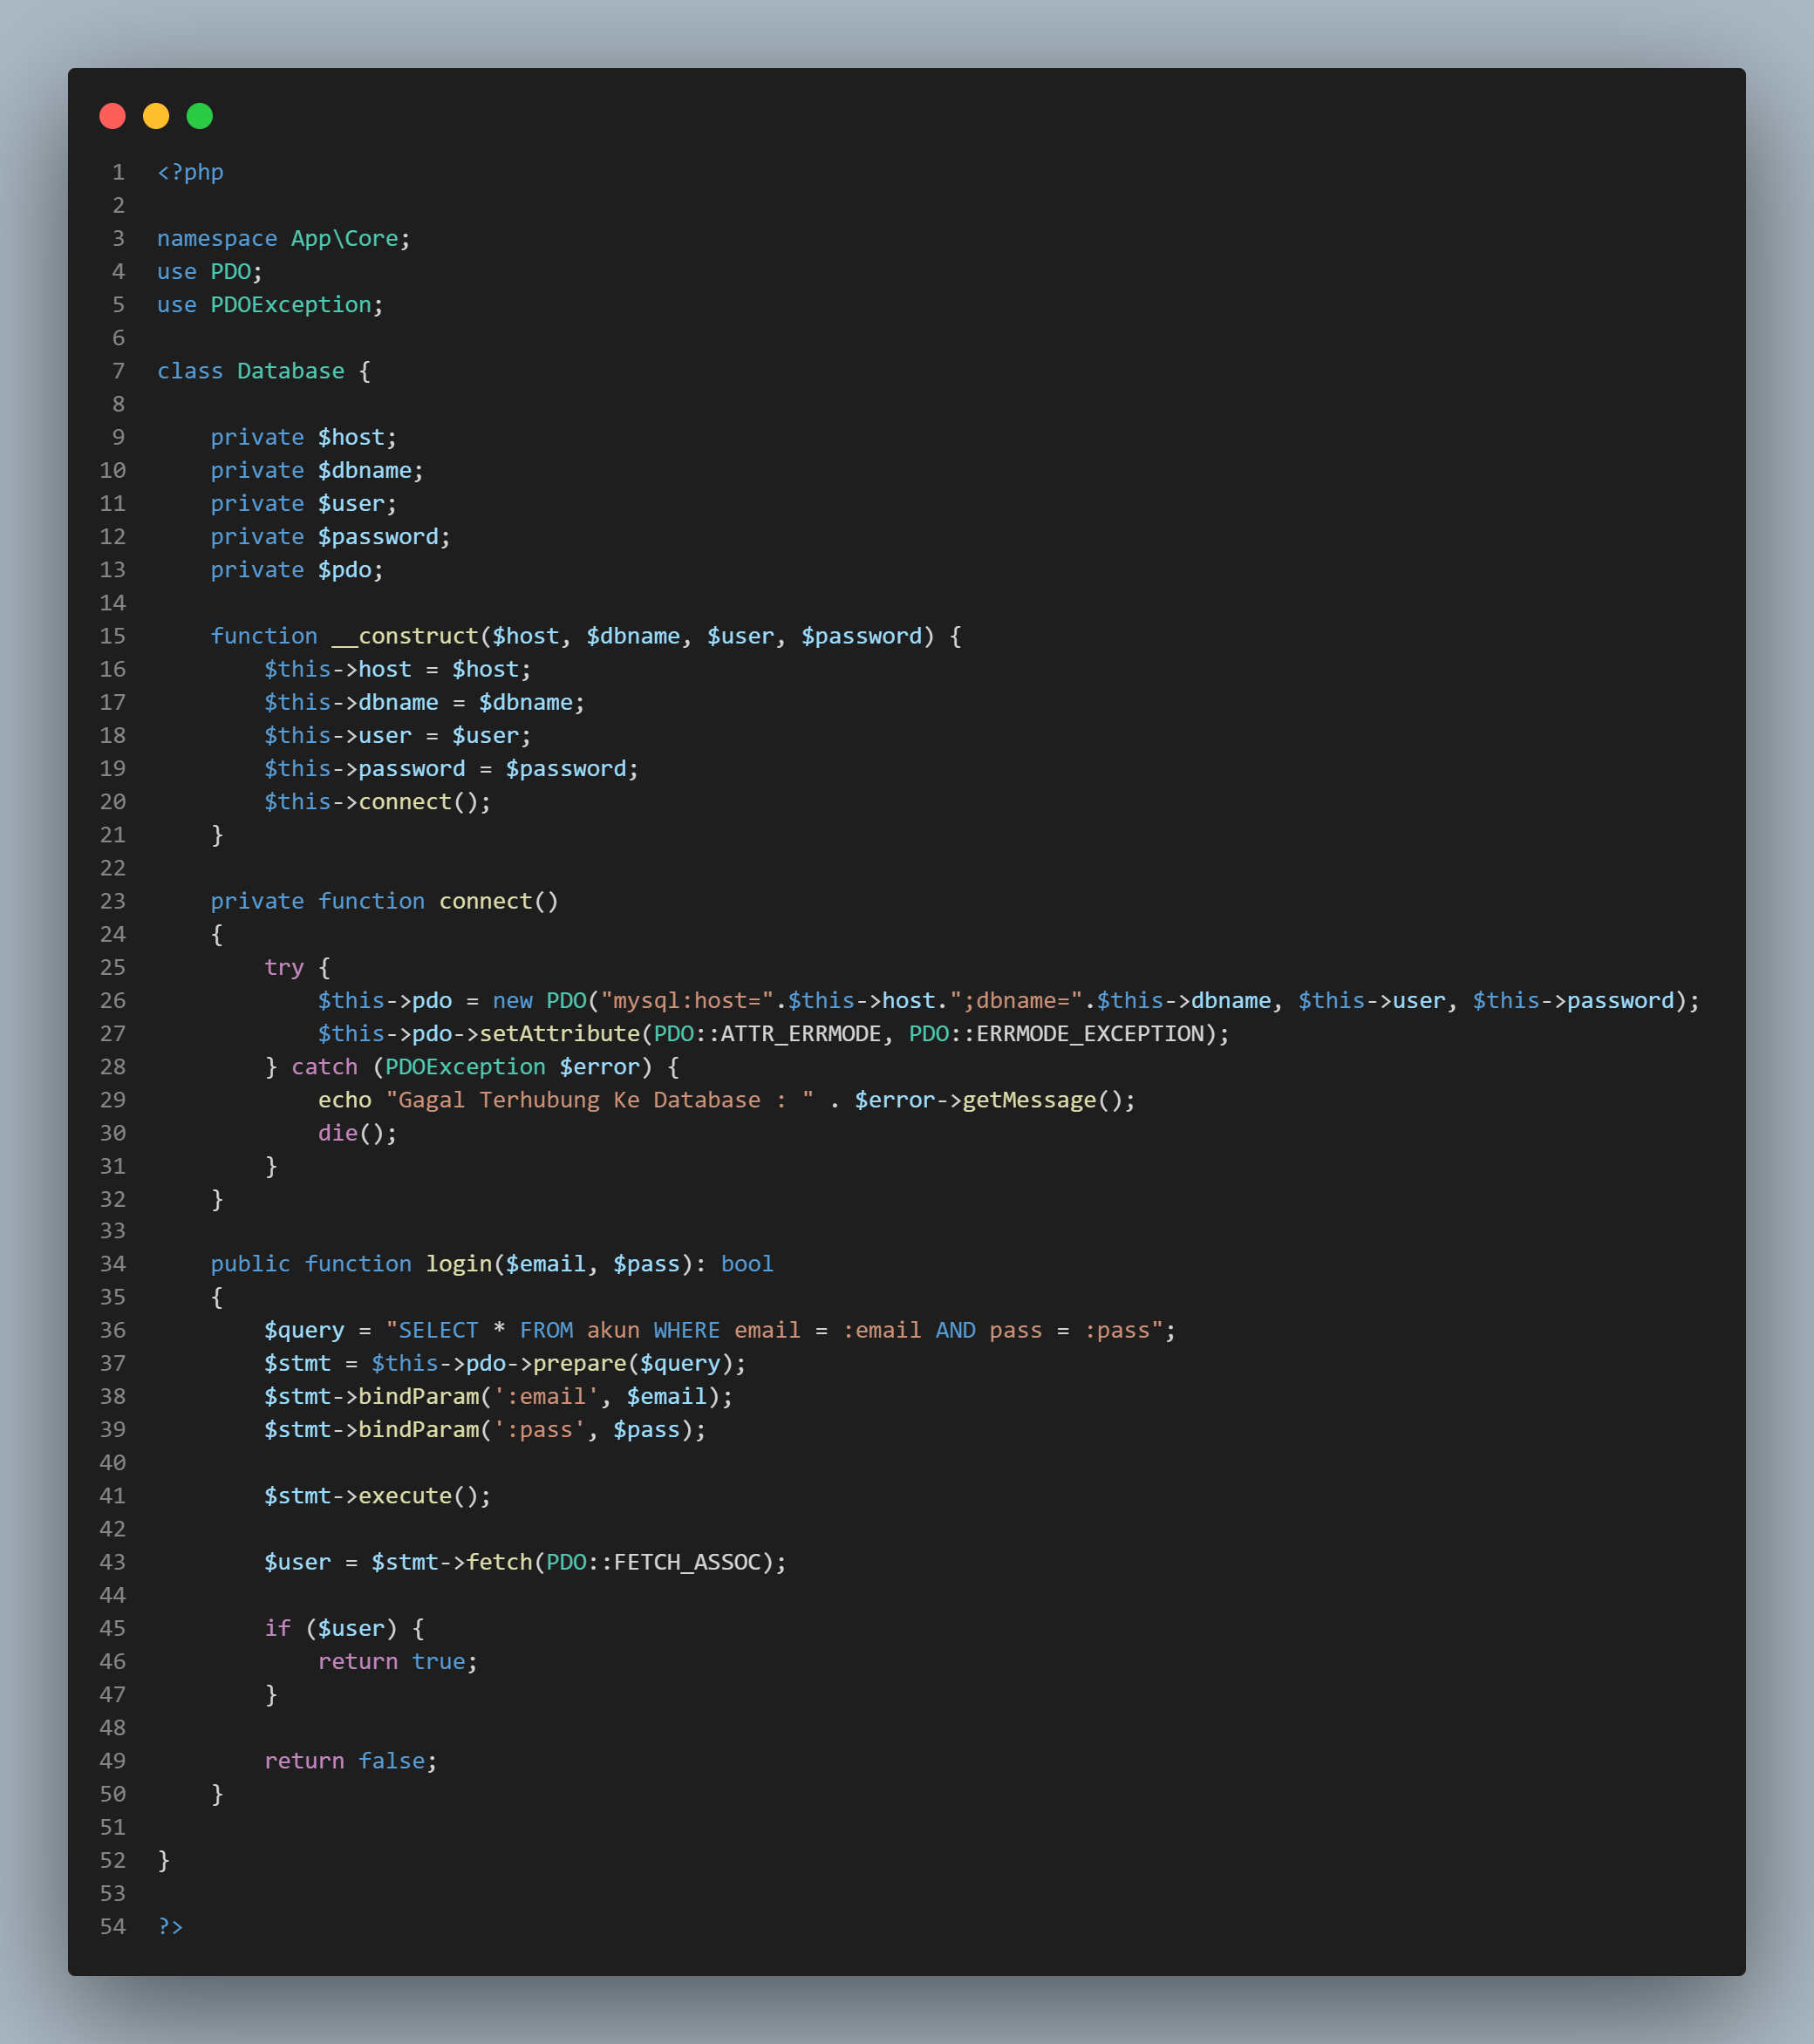 1 <?php
2
3 namespace App\Core;
4 use PDO;
5 use PDOException;
6
7 class Database {
8
9     private $host;
10     private $dbname;
11     private $user;
12     private $password;
13     private $pdo;
14
15     function __construct($host, $dbname, $user, $password) {
16         $this->host = $host;
17         $this->dbname = $dbname;
18         $this->user = $user;
19         $this->password = $password;
20         $this->connect();
21     }
22
23     private function connect()
24     {
25         try {
26             $this->pdo = new PDO("mysql:host=".$this->host.";dbname=".$this->dbname, $this->user, $this->password);
27             $this->pdo->setAttribute(PDO::ATTR_ERRMODE, PDO::ERRMODE_EXCEPTION);
28         } catch (PDOException $error) {
29             echo "Gagal Terhubung Ke Database : " . $error->getMessage();
30             die();
31         }
32     }
33
34     public function login($email, $pass): bool
35     {
36         $query = "SELECT * FROM akun WHERE email = :email AND pass = :pass";
37         $stmt = $this->pdo->prepare($query);
38         $stmt->bindParam(':email', $email);
39         $stmt->bindParam(':pass', $pass);
40
41         $stmt->execute();
42
43         $user = $stmt->fetch(PDO::FETCH_ASSOC);
44
45         if ($user) {
46             return true;
47         }
48
49         return false;
50     }
51
52 }
53
54 ?>